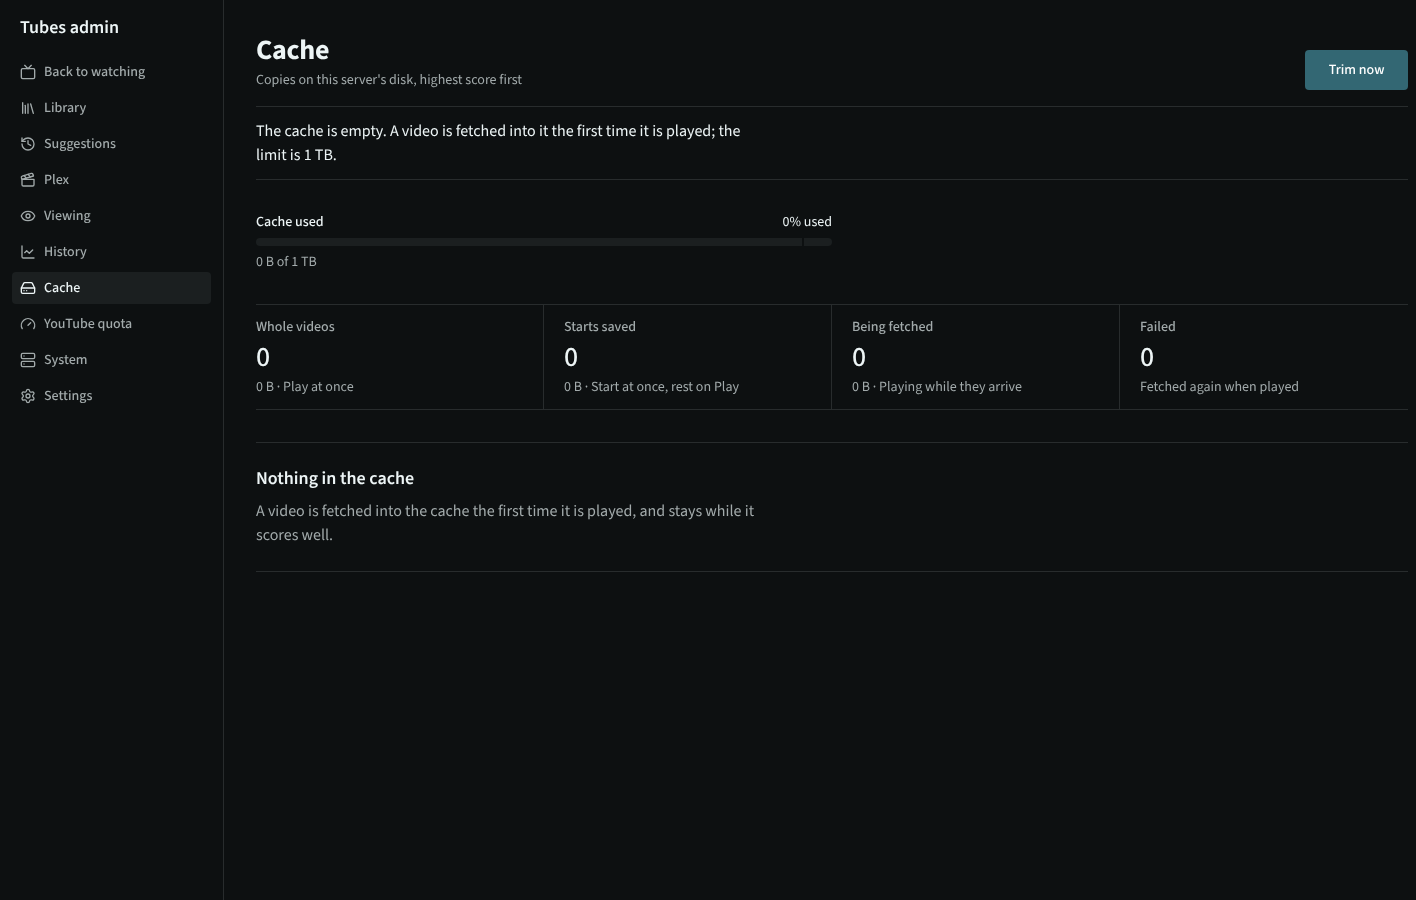 Tubes admin
Back to watching
Library
Suggestions
Plex
Viewing
History
Cache
YouTube quota
System
Settings
Cache
Copies on this server's disk, highest score first
Trim now
The cache is empty. A video is fetched into it the first time it is played; the
limit is 1 TB.
Cache used
0% used
0 B of 1 TB
Whole videos
0
0 B · Play at once
Starts saved
0
0 B · Start at once, rest on Play
Being fetched
0
0 B · Playing while they arrive
Failed
0
Fetched again when played
Nothing in the cache
A video is fetched into the cache the first time it is played, and stays while it
scores well.